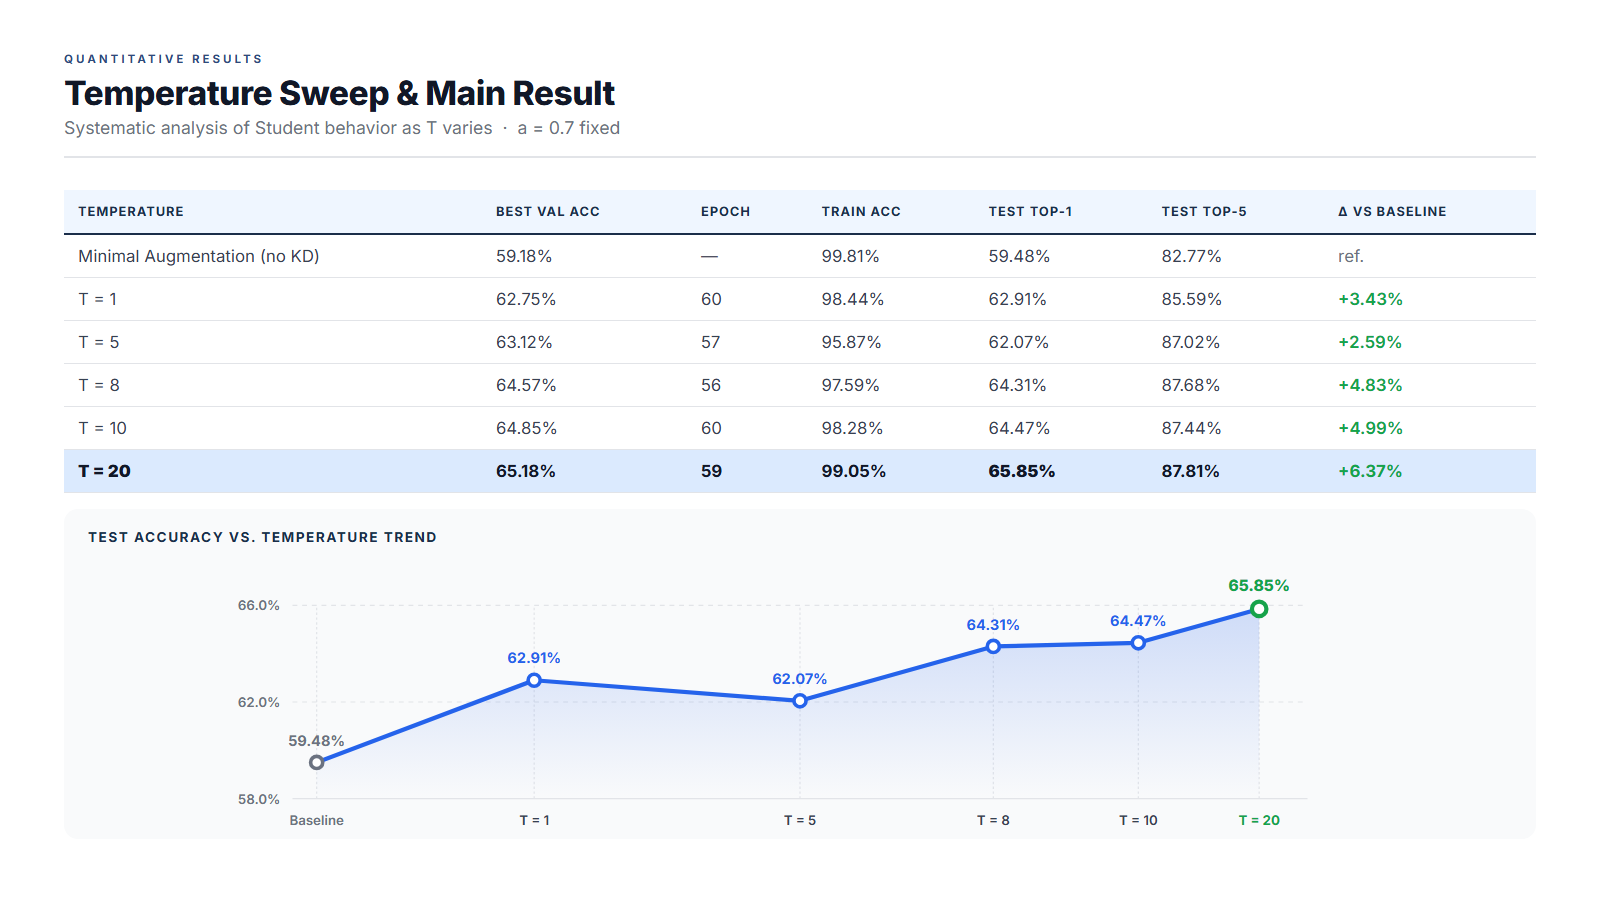 QUANTITATIVE RESULTS
Temperature Sweep & Main Result
Systematic analysis of Student behavior as T varies · a = 0.7 fixed
TEMPERATURE BEST VAL ACC EPOCH TRAIN ACC TEST TOP-1 TEST TOP-5 Δ VS BASELINE
Minimal Augmentation (no KD) 59.18% — 99.81% 59.48% 82.77% ref.
T = 1 62.75% 60 98.44% 62.91% 85.59% +3.43%
T = 5 63.12% 57 95.87% 62.07% 87.02% +2.59%
T = 8 64.57% 56 97.59% 64.31% 87.68% +4.83%
T = 10 64.85% 60 98.28% 64.47% 87.44% +4.99%
T = 20 65.18% 59 99.05% 65.85% 87.81% +6.37%
TEST ACCURACY VS. TEMPERATURE TREND
65.85%
66.0%
64.31% 64.47%
62.91%
62.07%
62.0%
59.48%
58.0%
Baseline T = 1 T = 5 T = 8 T = 10 T = 20